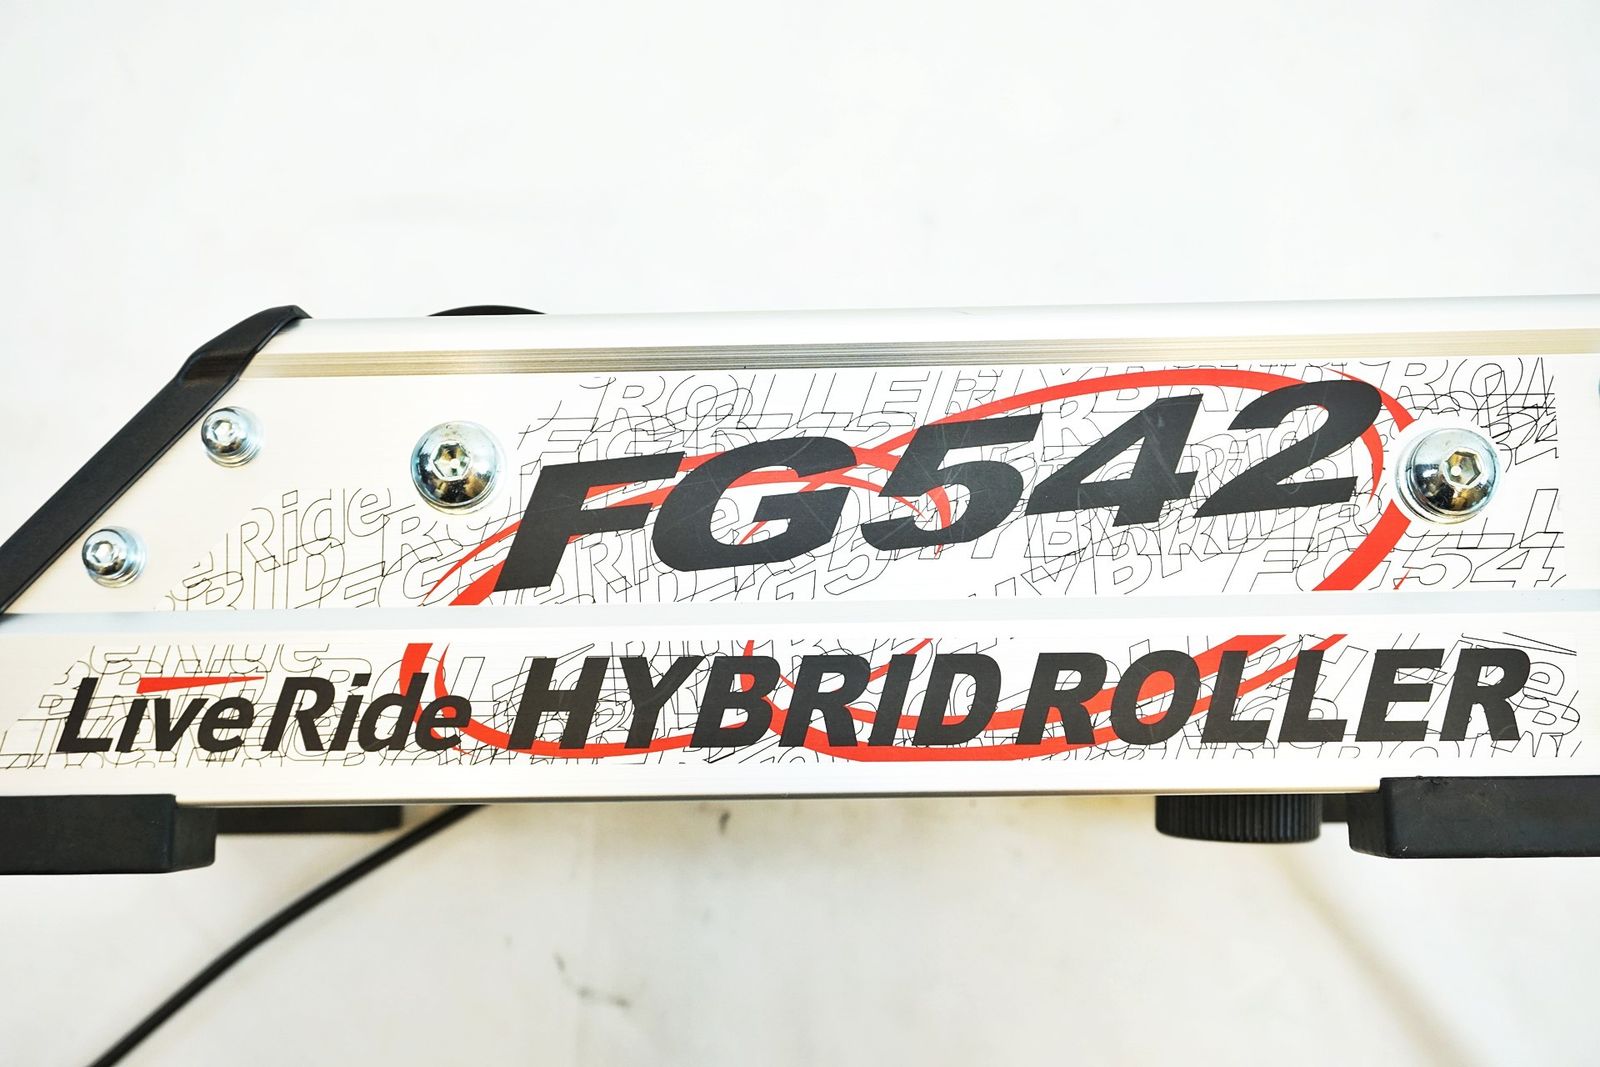 FG542
LiveRide HYBRID ROLLER